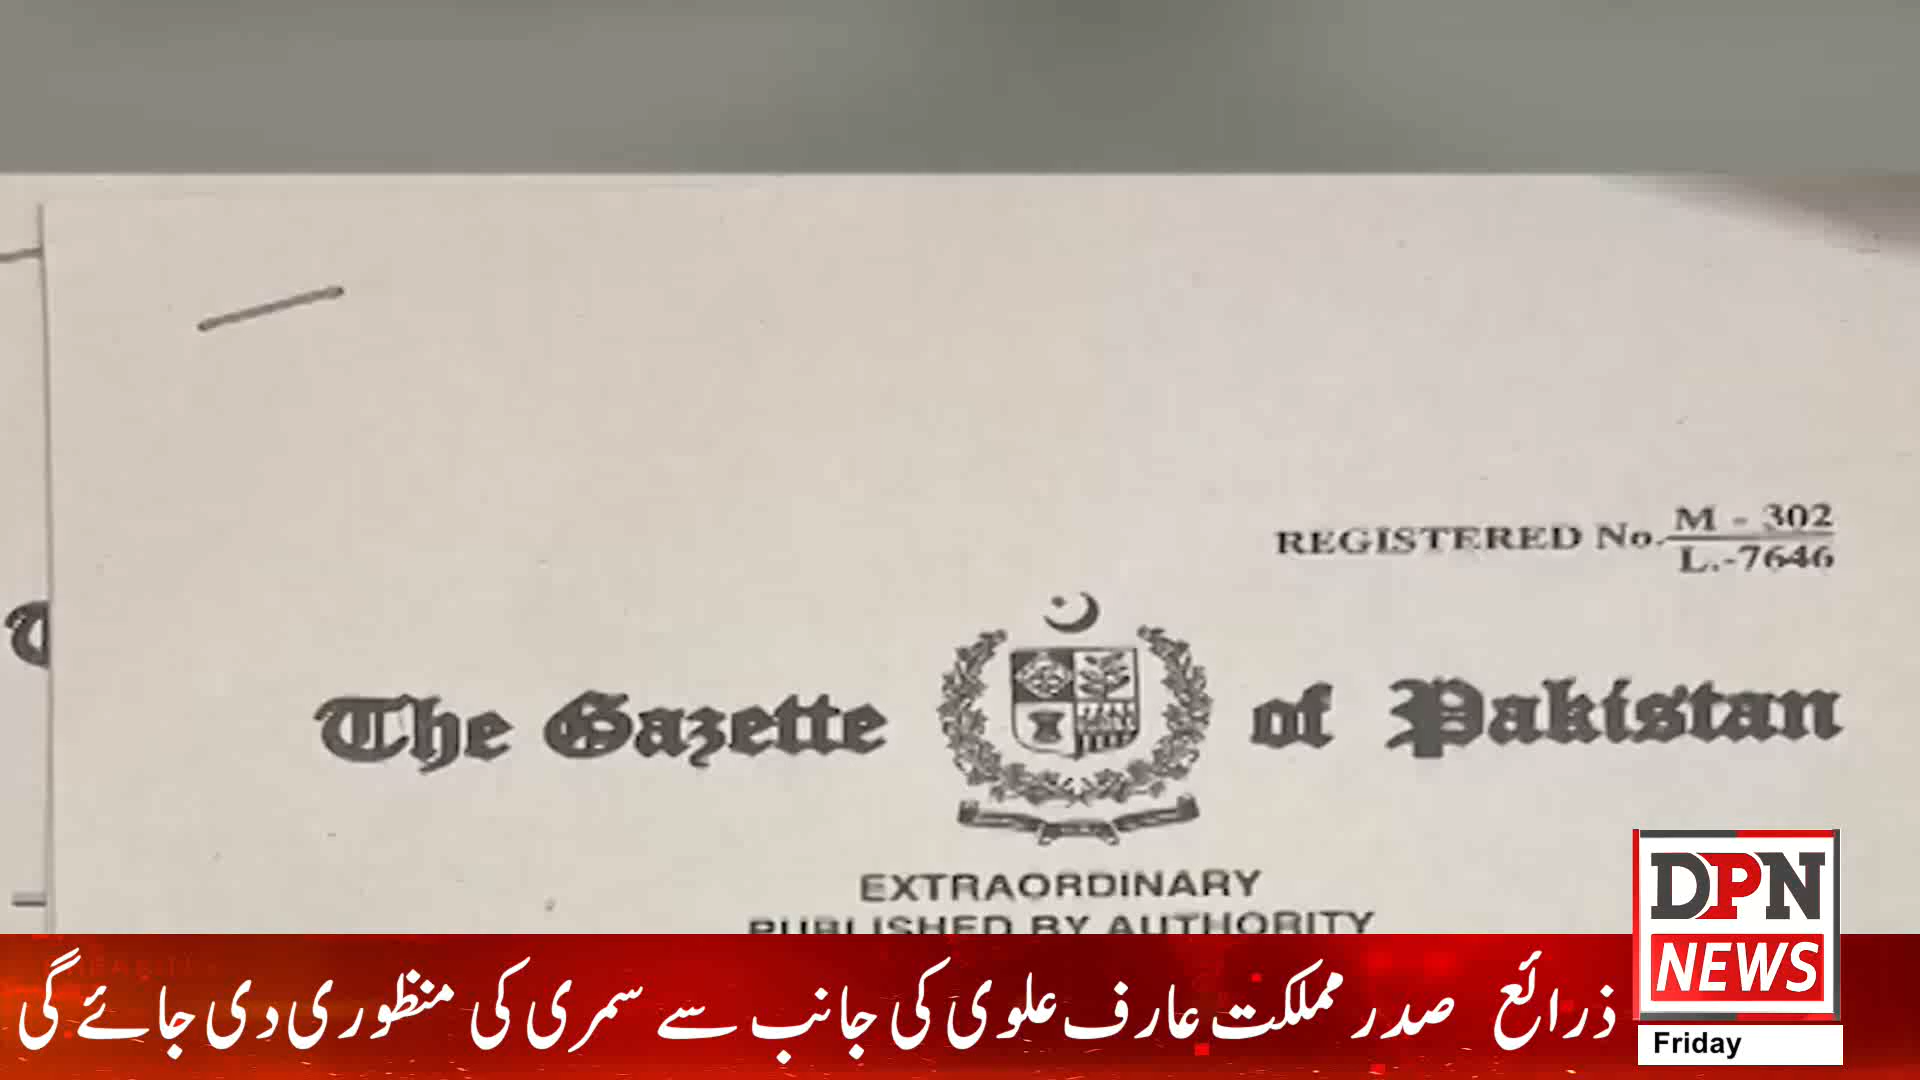 REGISTERED No. M - 302
L.-7646
The Gazette of Pakistan
EXTRAORDINARY
PUBLISHED BY AUTHORITY
DPN
NEWS
ذرائع صدر مملکت عارف علوی کی جانب سے سمری کی منظوری دی جائے گی
Friday